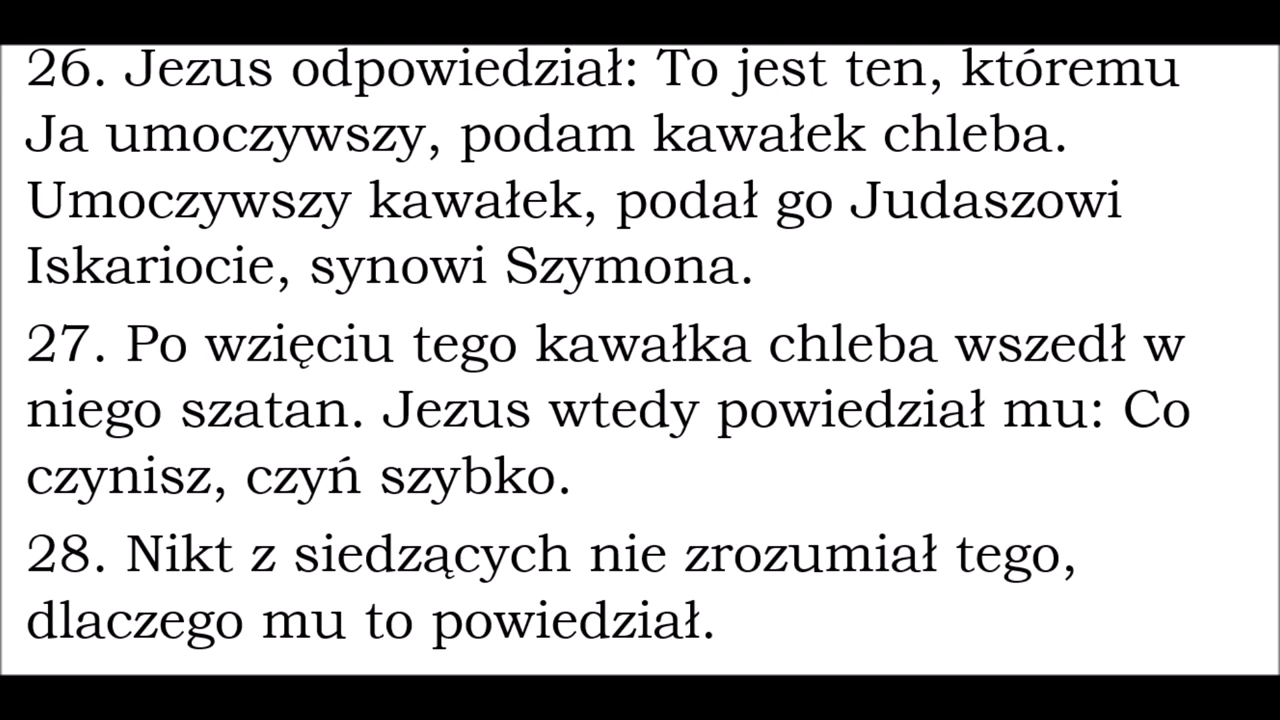 26. Jezus odpowiedział: To jest ten, któremu
Ja umoczywszy, podam kawałek chleba.
Umoczywszy kawałek, podał go Judaszowi
Iskariocie, synowi Szymona.
27. Po wzięciu tego kawałka chleba wszedł w
niego szatan. Jezus wtedy powiedział mu: Co
czynisz, czyń szybko.
28. Nikt z siedzących nie zrozumiał tego,
dlaczego mu to powiedział.